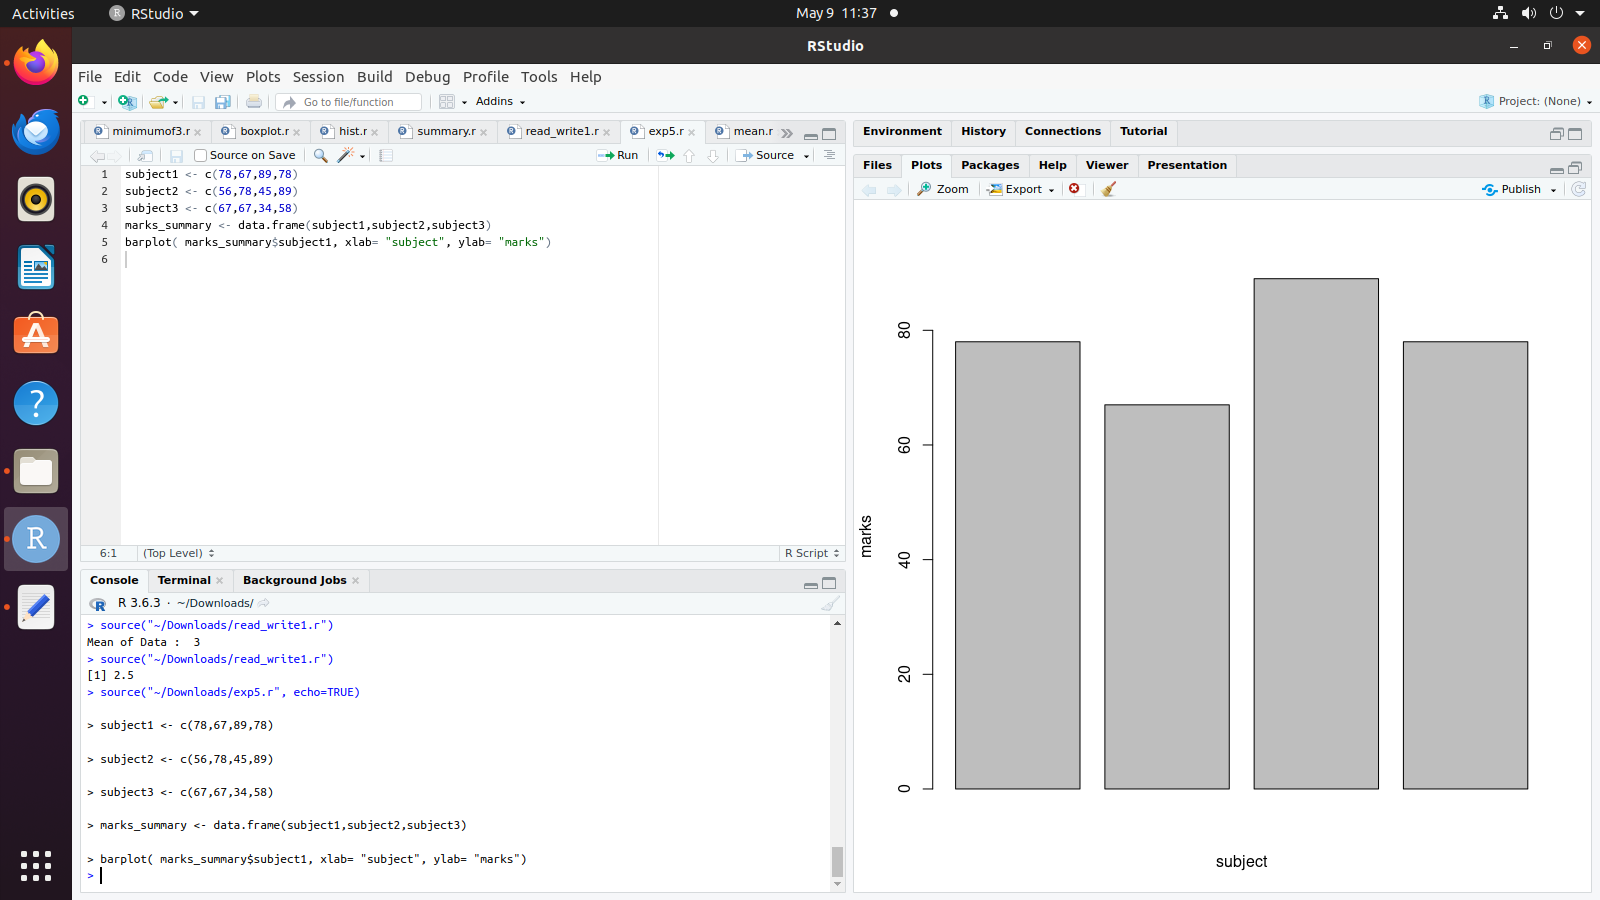 Activities RStudio May 9 11:37
RStudio
File Edit Code View Plots Session Build Debug Profile Tools Help
Go to file/function Addins Project: (None)
minimumof3.r boxplot.r hist.r summary.r read_write1.r exp5.r mean.r
Source on Save Run Source
1 subject1 <- c(78,67,89,78)
2 subject2 <- c(56,78,45,89)
3 subject3 <- c(67,67,34,58)
4 marks_summary <- data.frame(subject1,subject2,subject3)
5 barplot( marks_summary$subject1, xlab= "subject", ylab= "marks")
6
6:1 (Top Level) R Script
Console Terminal Background Jobs
R 3.6.3 · ~/Downloads/
> source("~/Downloads/read_write1.r")
Mean of Data :  3
> source("~/Downloads/read_write1.r")
[1] 2.5
> source("~/Downloads/exp5.r", echo=TRUE)
> subject1 <- c(78,67,89,78)
> subject2 <- c(56,78,45,89)
> subject3 <- c(67,67,34,58)
> marks_summary <- data.frame(subject1,subject2,subject3)
> barplot( marks_summary$subject1, xlab= "subject", ylab= "marks")
>
Environment History Connections Tutorial
Files Plots Packages Help Viewer Presentation
Zoom Export Publish
80
60
40
20
0
marks
subject